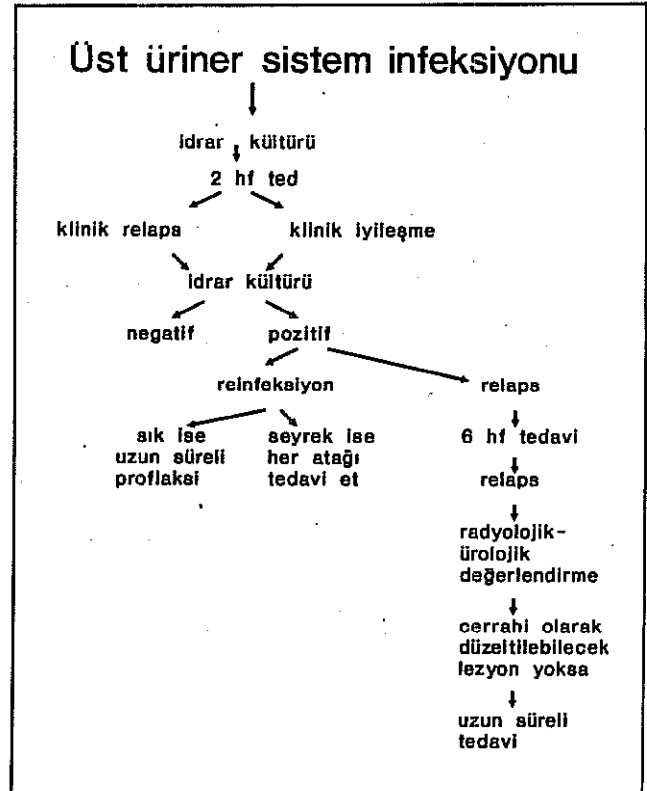 Üst üriner sistem infeksiyonu
idrar kültürü
2 hf ted
klinik relaps klinik iyileşme
idrar kültürü
negatif pozitif
reinfeksiyon relaps
sık ise seyrek ise 6 hf tedavi
uzun süreli her atağı
proflaksi tedavi et relaps
radyolojik-
ürolojik
değerlendirme
cerrahi olarak
düzeltilebilecek
lezyon yoksa
uzun süreli
tedavi